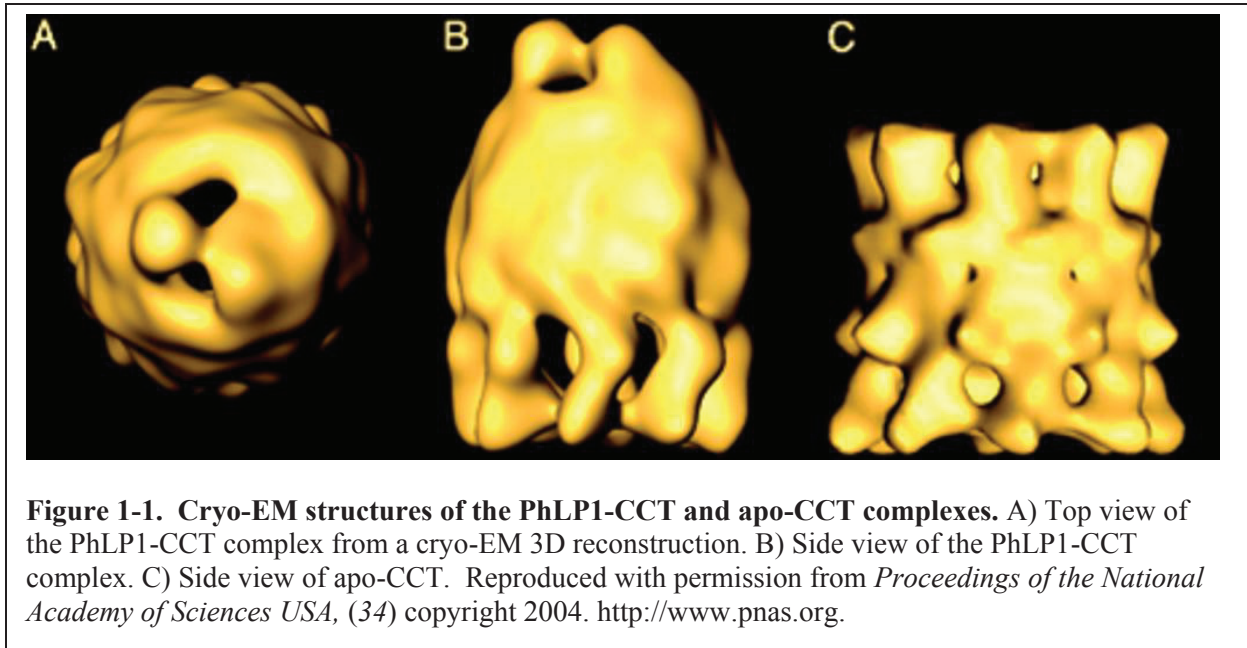 A
B
C
Figure 1-1. Cryo-EM structures of the PhLP1-CCT and apo-CCT complexes. A) Top view of
the PhLP1-CCT complex from a cryo-EM 3D reconstruction. B) Side view of the PhLP1-CCT
complex. C) Side view of apo-CCT. Reproduced with permission from Proceedings of the National
Academy of Sciences USA, (34) copyright 2004. http://www.pnas.org.